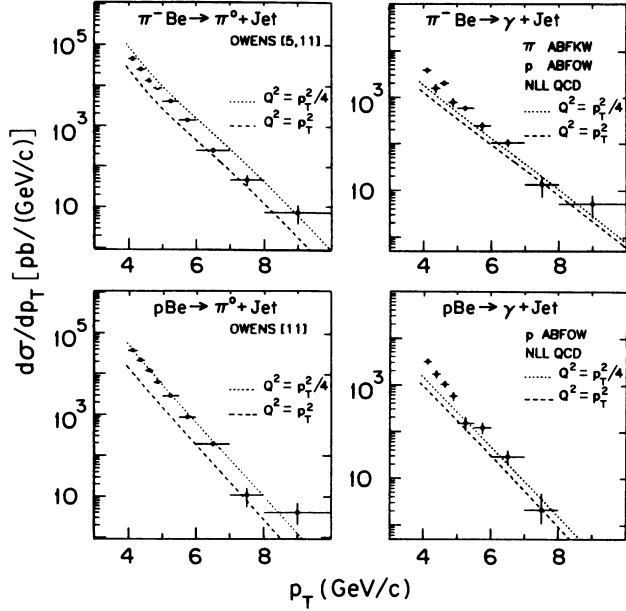 π⁻Be→π⁰+Jet
OWENS [5,11]
Q²=p_T²/4
Q²=p_T²
10⁵
10³
10
4 6 8
π⁻Be→γ+Jet
π ABFKW
p ABFOW
NLL QCD
Q²=p_T²/4
Q²=p_T²
10⁵
10³
10
4 6 8
pBe→π⁰+Jet
OWENS [11]
Q²=p_T²/4
Q²=p_T²
10⁵
10³
10
4 6 8
pBe→γ+Jet
p ABFOW
NLL QCD
Q²=p_T²/4
Q²=p_T²
10³
10
4 6 8
dσ/dp_T [pb/(GeV/c)]
p_T (GeV/c)